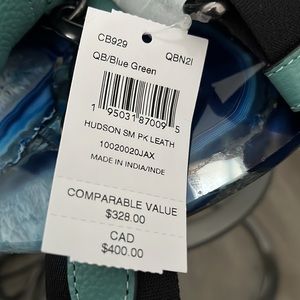 CB929
QBN2I
QB/Blue Green
1 95031 87009 5
HUDSON SM PK LEATH
10020020JAX
MADE IN INDIA/INDE
COMPARABLE VALUE
$328.00
CAD
$400.00